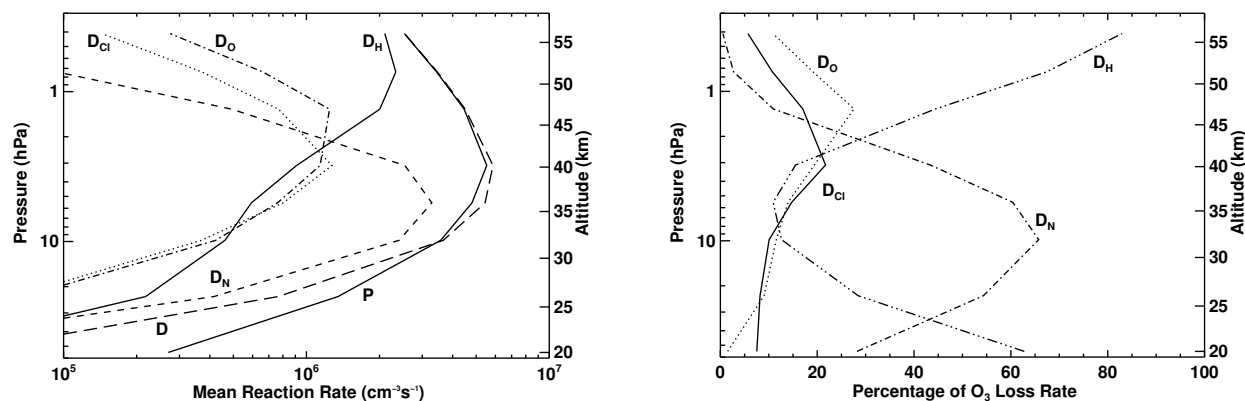 D_Cl D_O D_H
D_N
D
P
1
10
10^5 10^6 10^7
55
50
45
40
35
30
25
20
Pressure (hPa)
Altitude (km)
Mean Reaction Rate (cm⁻³s⁻¹)
D_O
D_H
D_Cl
D_N
1
10
0 20 40 60 80 100
55
50
45
40
35
30
25
20
Pressure (hPa)
Altitude (km)
Percentage of O₃ Loss Rate